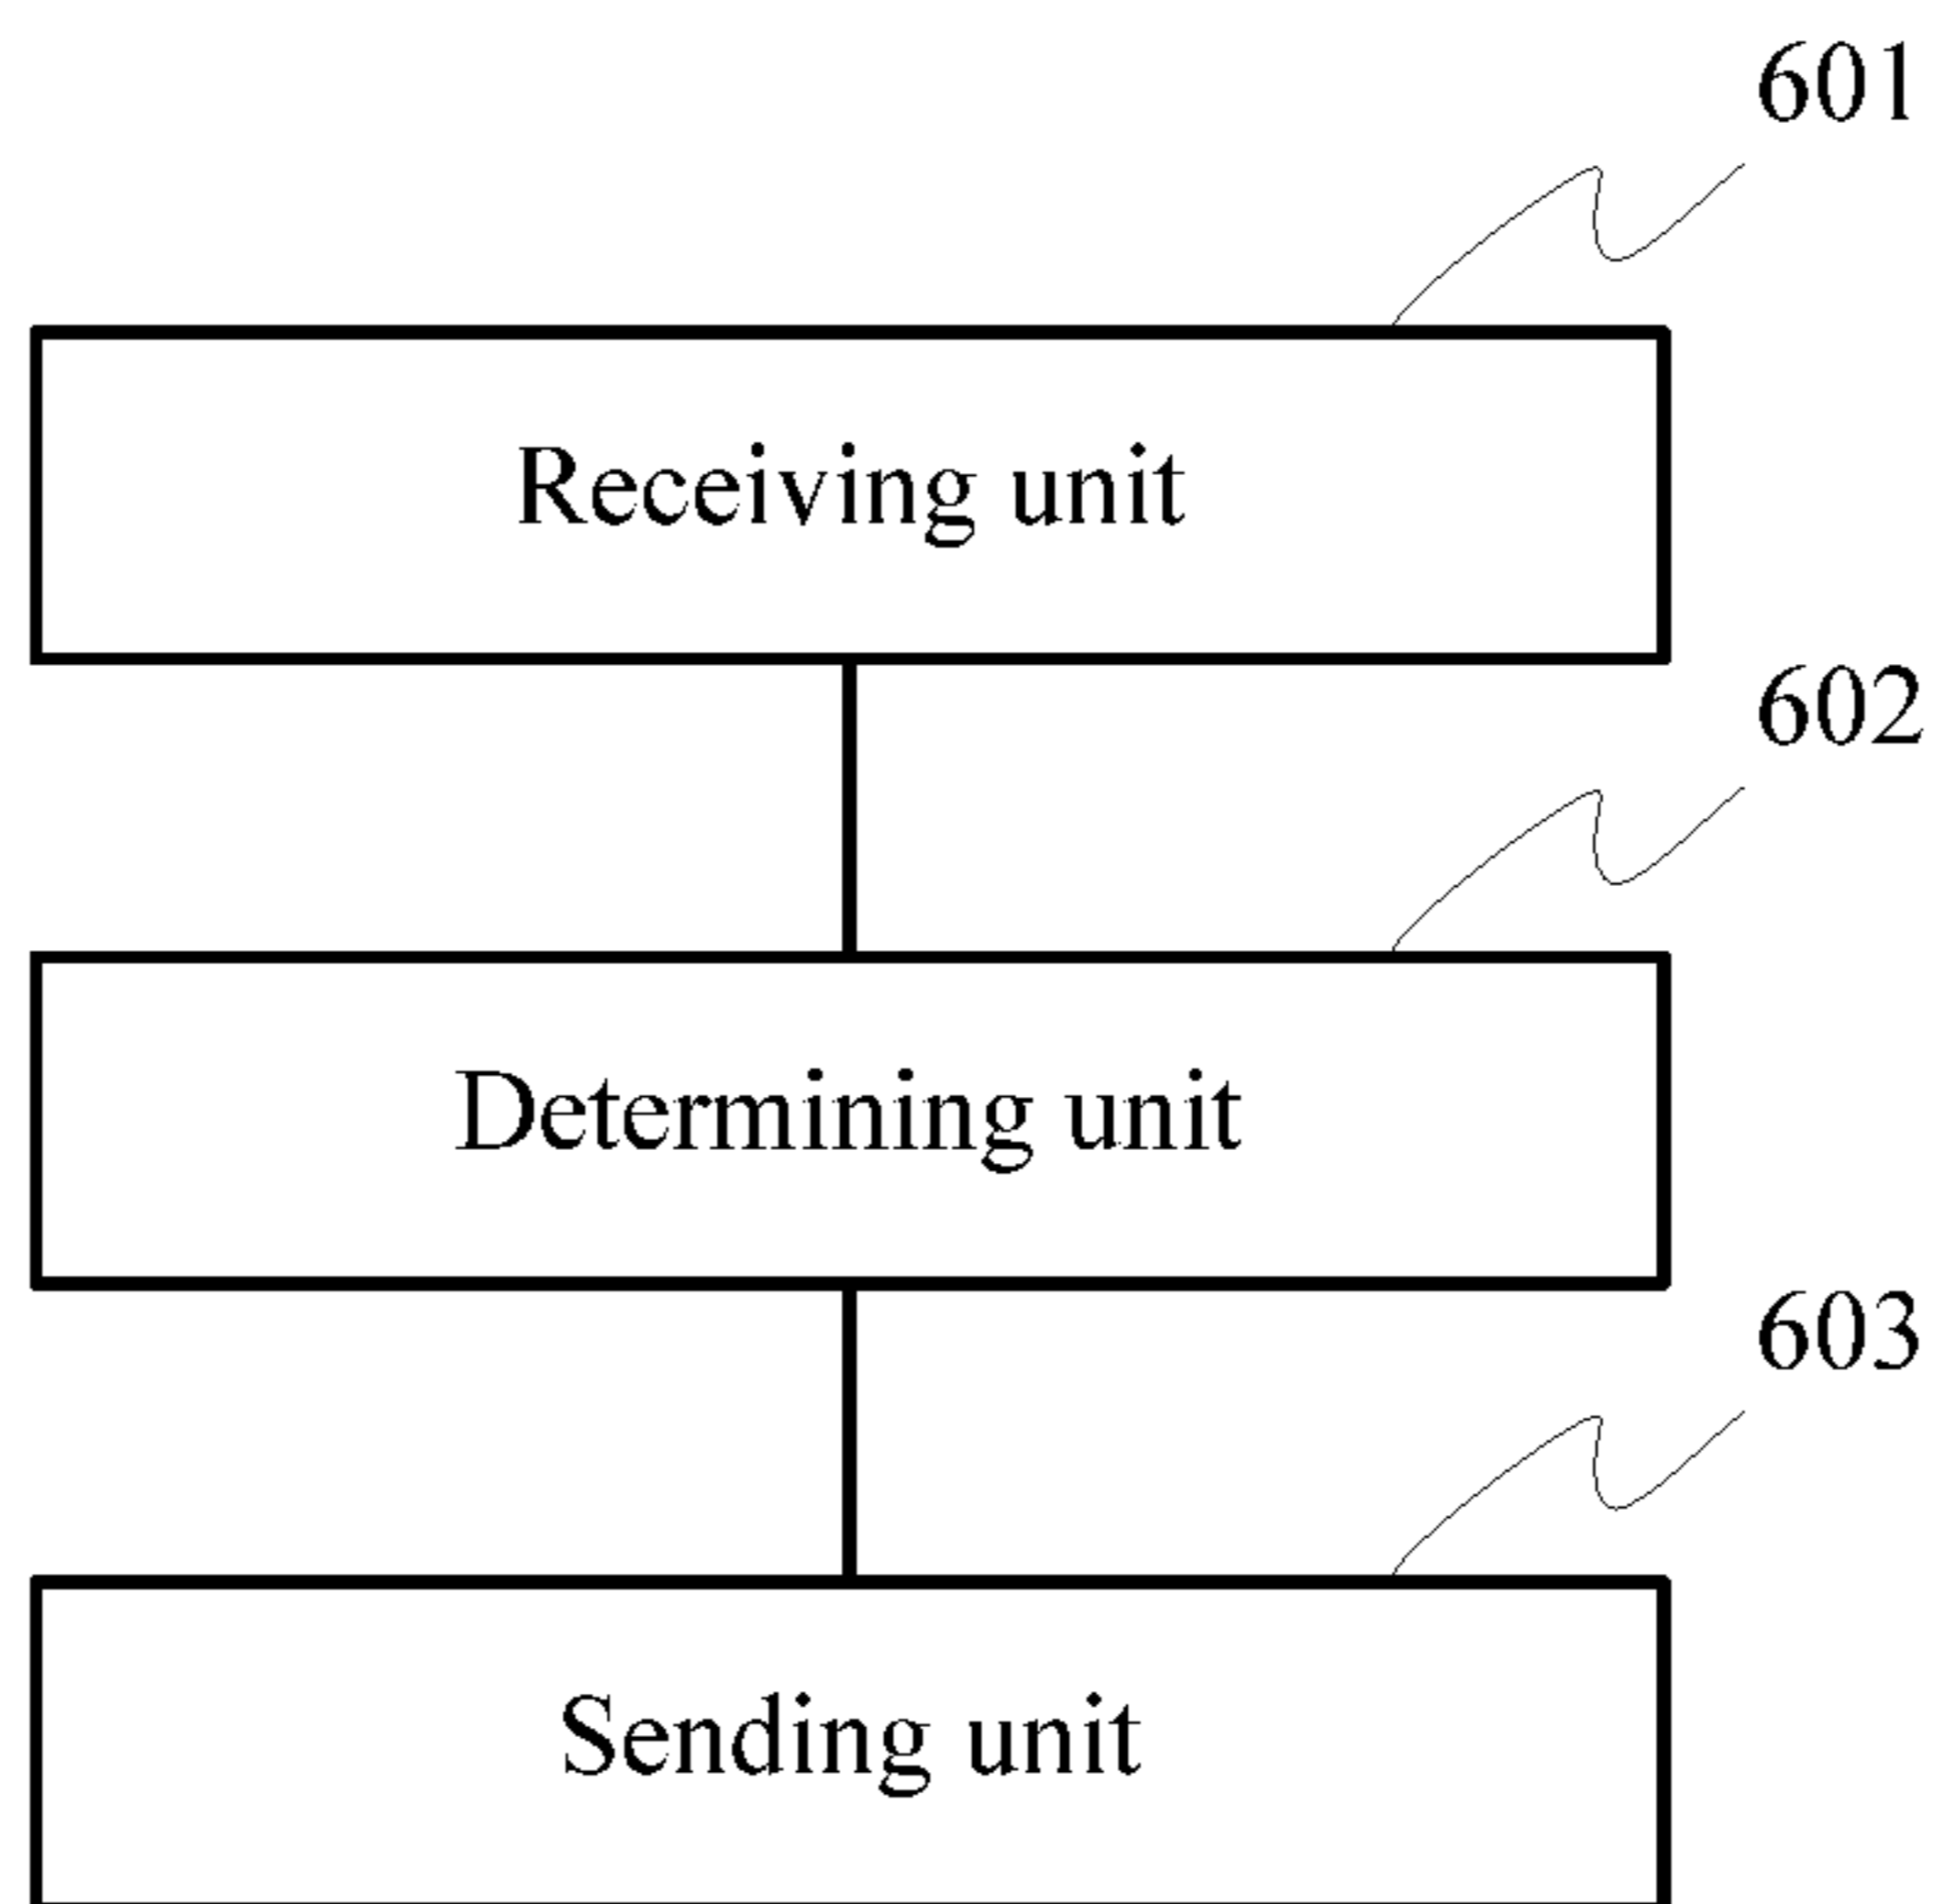 601
Receiving unit
602
Determining unit
603
Sending unit